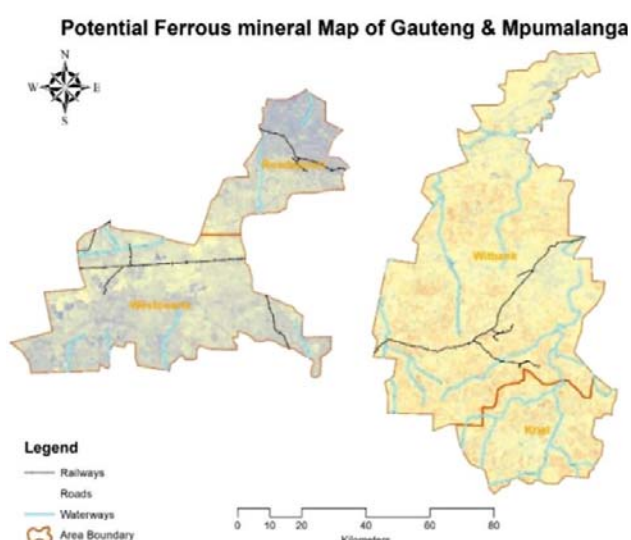 Potential Ferrous mineral Map of Gauteng & Mpumalanga
N
W E
S
Witbank
Kriel
Legend
Railways
Roads
Waterways
Area Boundary
0 10 20 40 60 80
Kilometers